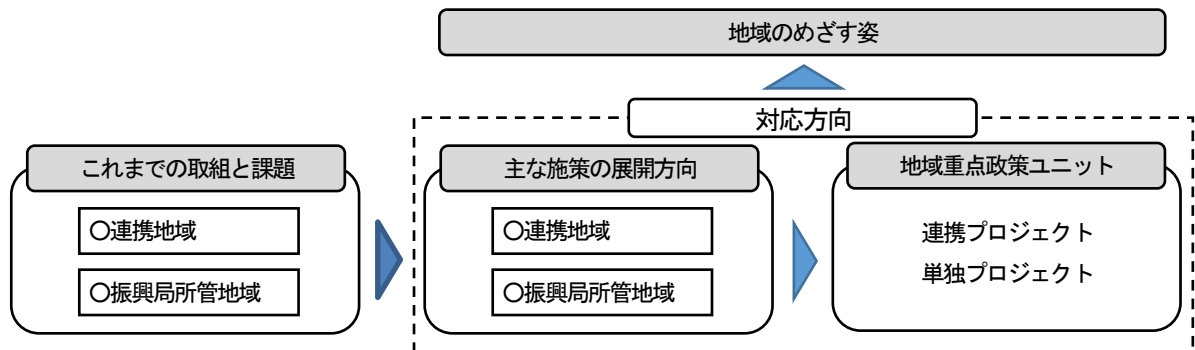 地域のめざす姿
対応方向
これまでの取組と課題
○連携地域
○振興局所管地域
主な施策の展開方向
○連携地域
○振興局所管地域
地域重点政策ユニット
連携プロジェクト
単独プロジェクト